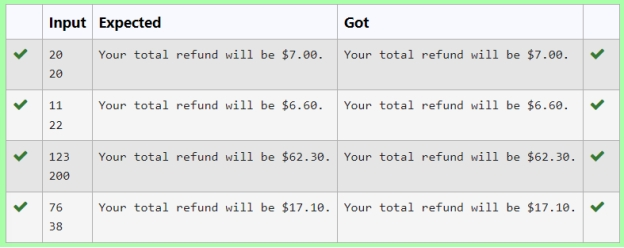 Input Expected Got
20 Your total refund will be $7.00. Your total refund will be $7.00.
20
11 Your total refund will be $6.60. Your total refund will be $6.60.
22
123 Your total refund will be $62.30. Your total refund will be $62.30.
200
76 Your total refund will be $17.10. Your total refund will be $17.10.
38